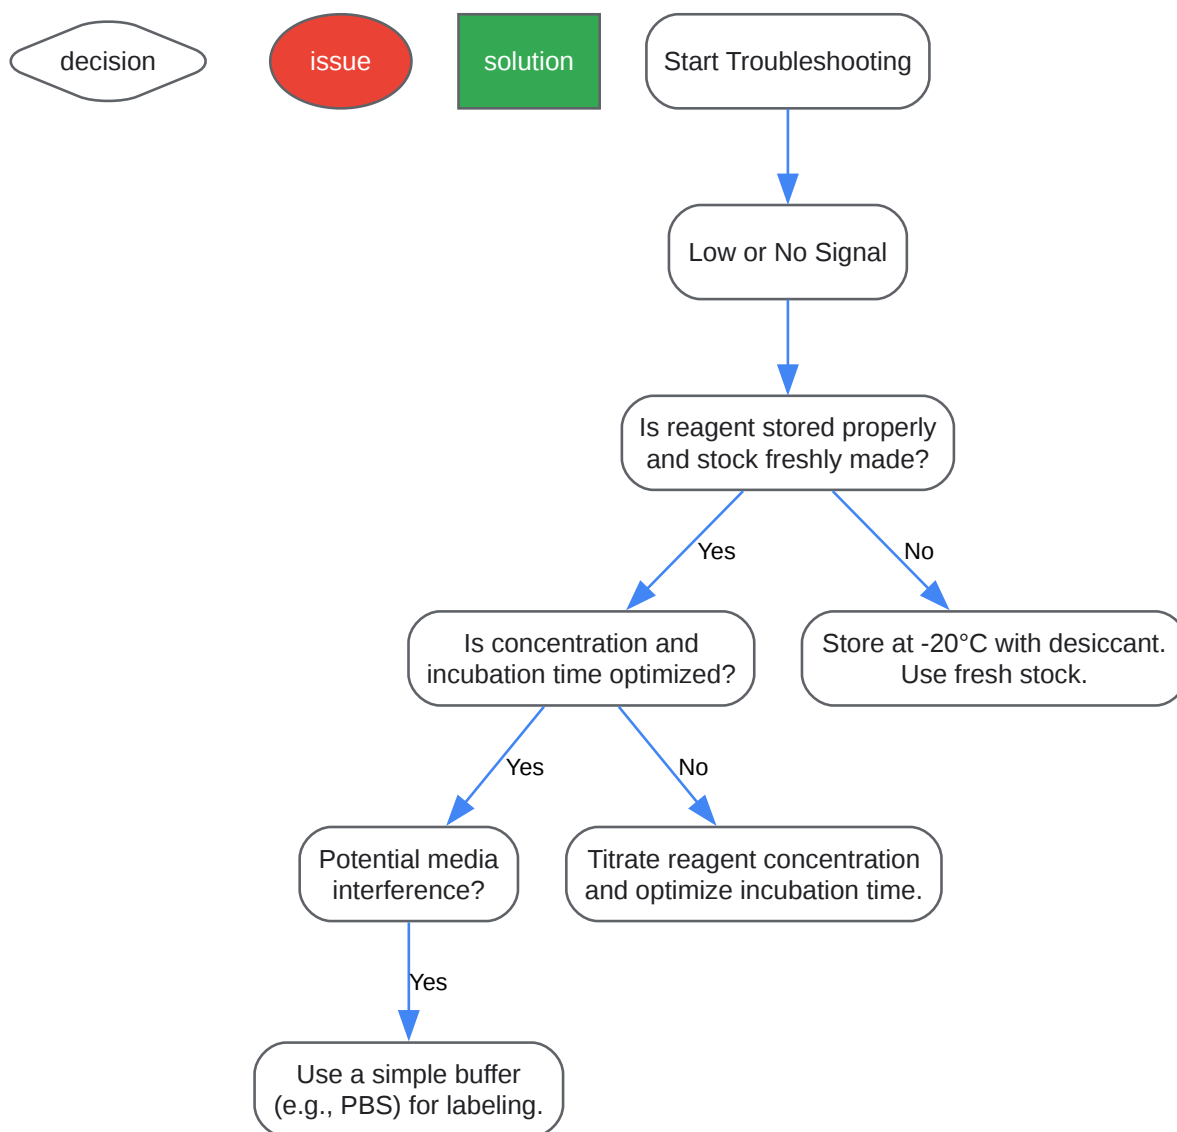 decision
issue
solution
Start Troubleshooting
Low or No Signal
Is reagent stored properly
and stock freshly made?
Yes
No
Is concentration and
incubation time optimized?
Store at -20°C with desiccant.
Use fresh stock.
Yes
No
Potential media
interference?
Titrate reagent concentration
and optimize incubation time.
Yes
Use a simple buffer
(e.g., PBS) for labeling.